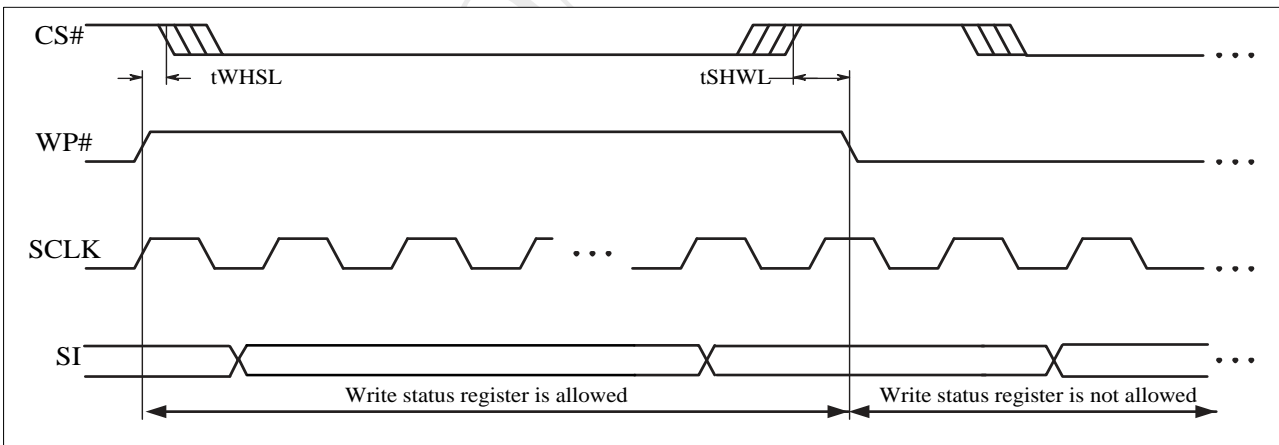 CS#
tWHSL
tSHWL
WP#
SCLK
SI
Write status register is allowed
Write status register is not allowed